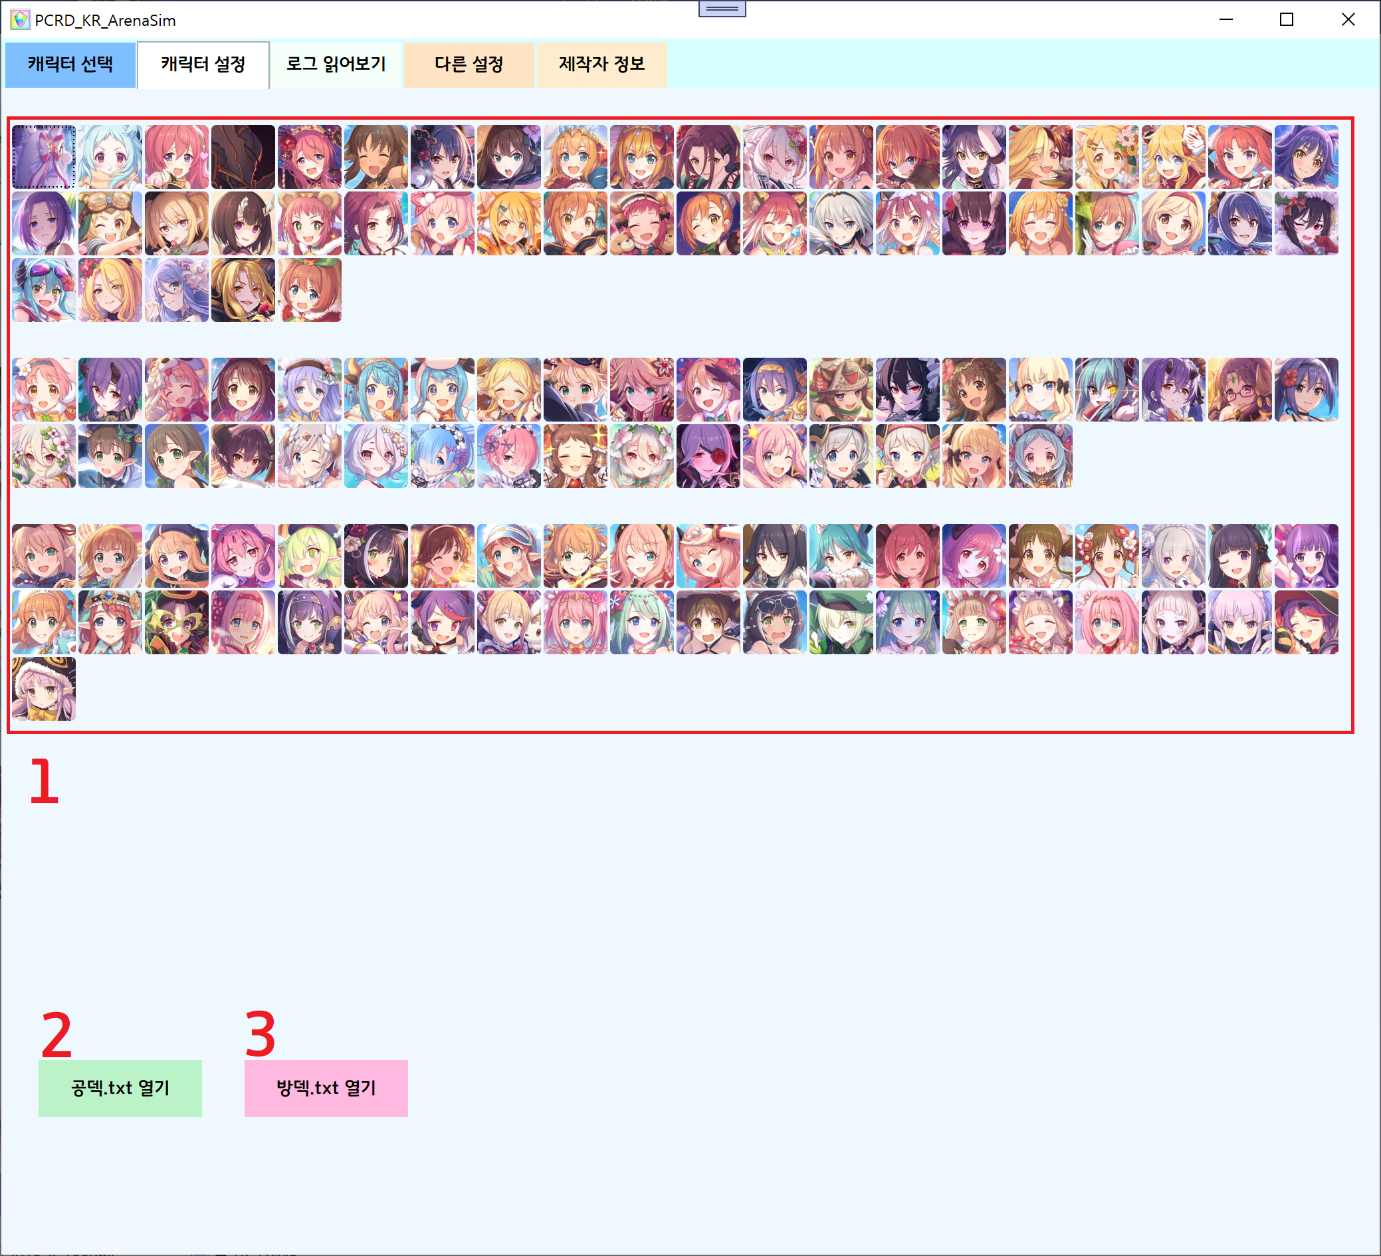 PCRD_KR_ArenaSim
캐릭터 선택
캐릭터 설정
로그 읽어보기
다른 설정
제작자 정보
1
2
3
공덱.txt 열기
방덱.txt 열기